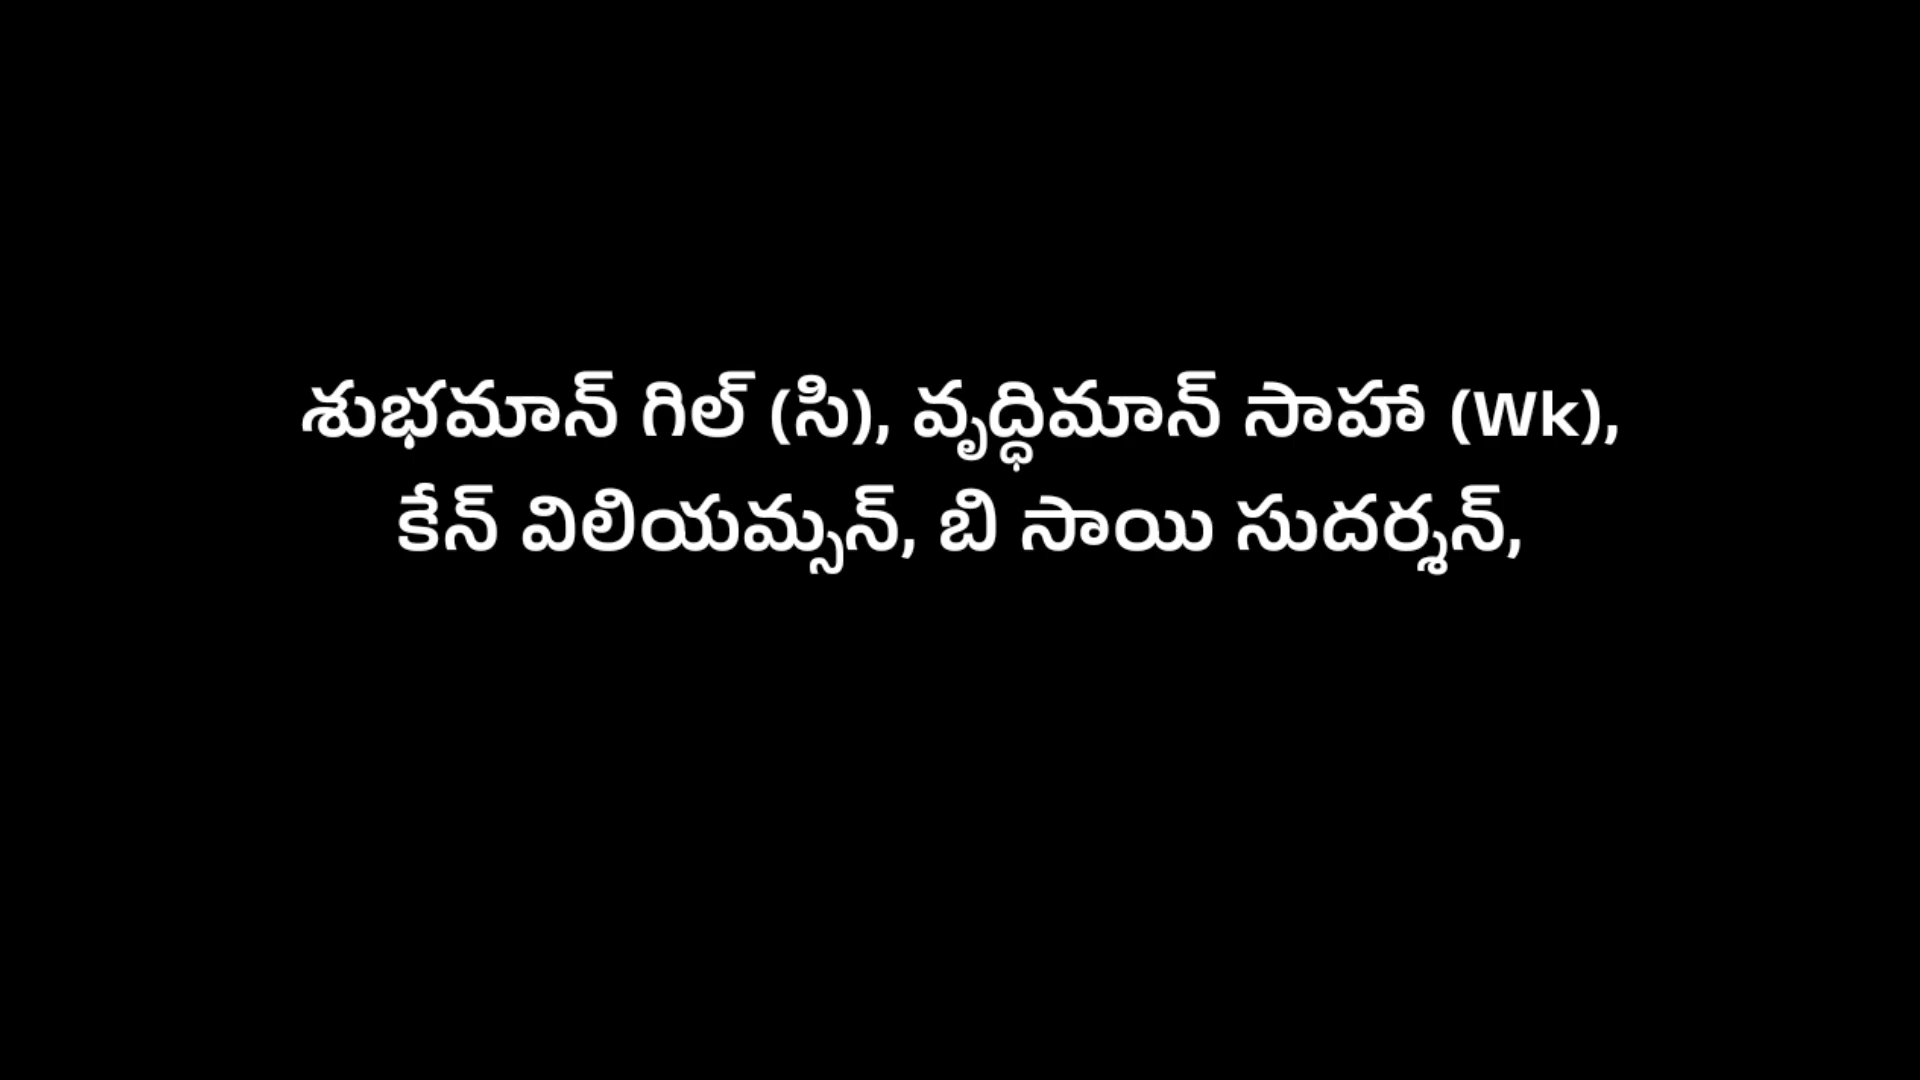 శుభమాన్ గిల్ (సి), వృద్ధిమాన్ సాహా (Wk),
కేన్ విలియమ్సన్, బి సాయి సుదర్శన్,